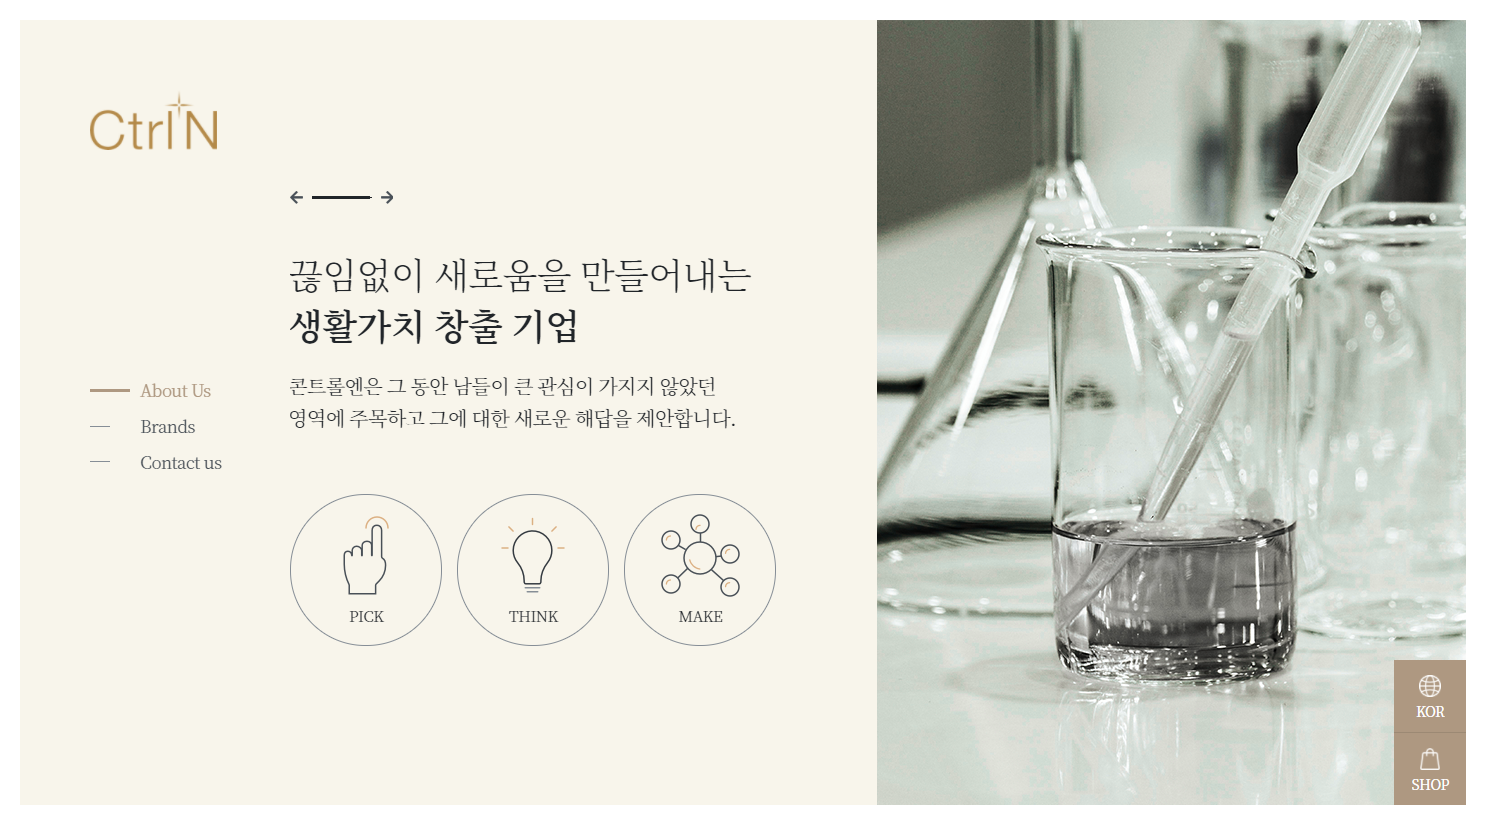 CtrlN
끊임없이 새로움을 만들어내는
생활가치 창출 기업
콘트롤엔은 그 동안 남들이 큰 관심이 가지지 않았던
영역에 주목하고 그에 대한 새로운 해답을 제안합니다.
About Us
Brands
Contact us
PICK
THINK
MAKE
KOR
SHOP